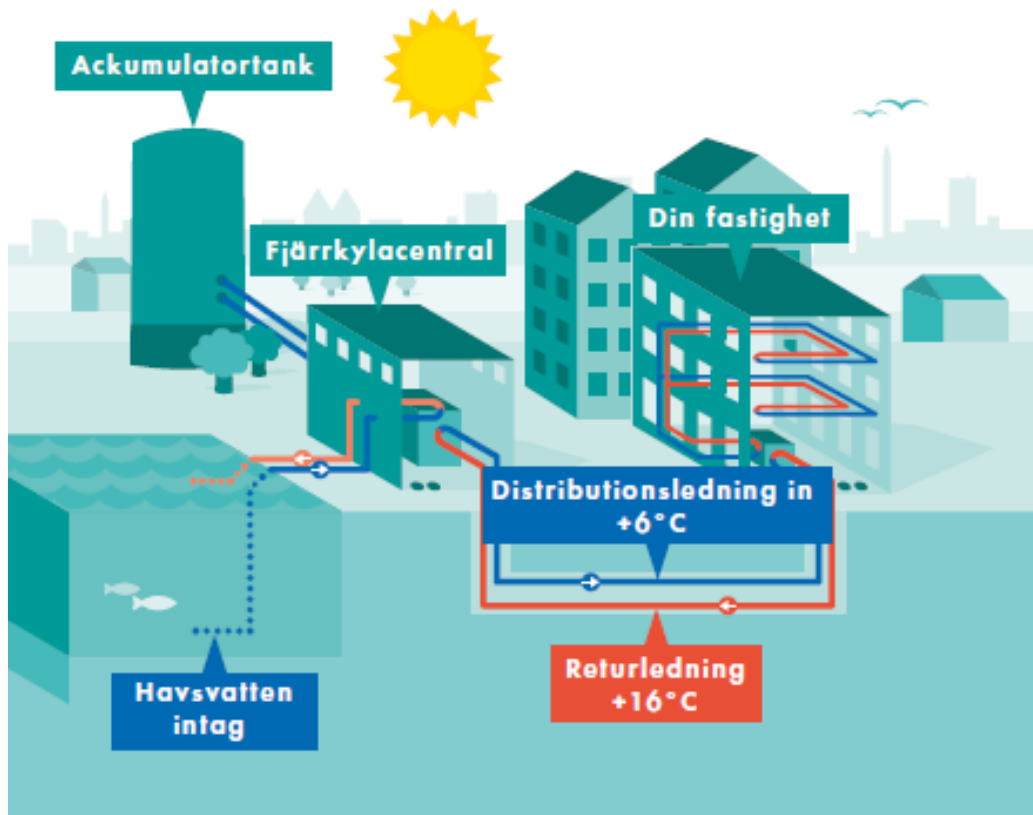 Ackumulatortank
Din fastighet
Fjärrkylacentral
Distributionsledning in
+6°C
Returledning
+16°C
Havsvatten
intag